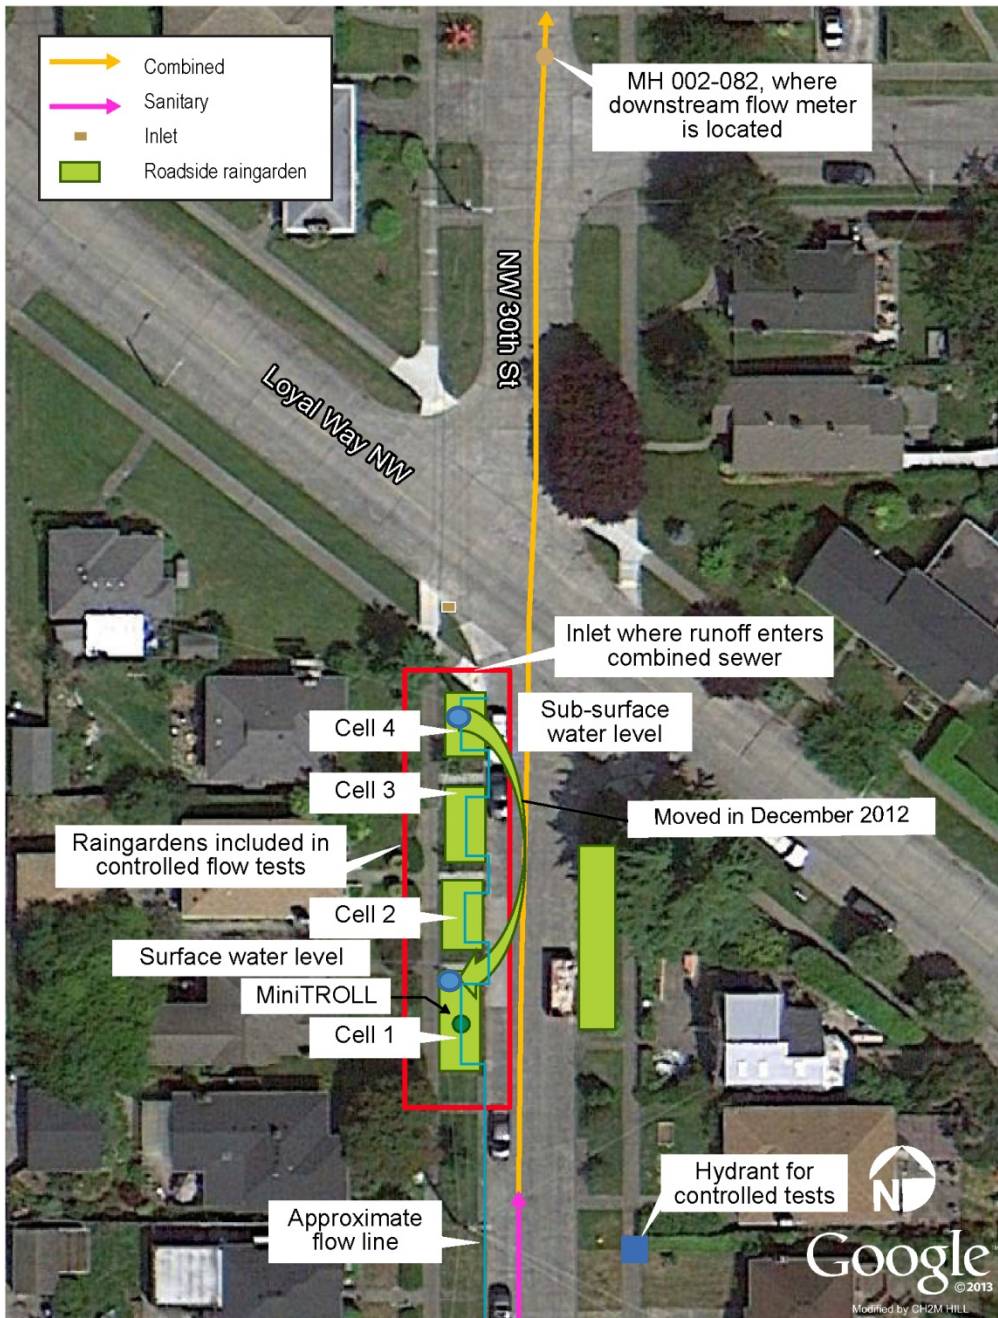 Combined
Sanitary
Inlet
Roadside raingarden
MH 002-082, where
downstream flow meter
is located
NW 30th St
Loyal Way NW
Inlet where runoff enters
combined sewer
Sub-surface
water level
Cell 4
Cell 3
Moved in December 2012
Raingardens included in
controlled flow tests
Cell 2
Surface water level
MiniTROLL
Cell 1
Hydrant for
controlled tests
N
Approximate
flow line
Google
©2013
Modified by CH2M HILL